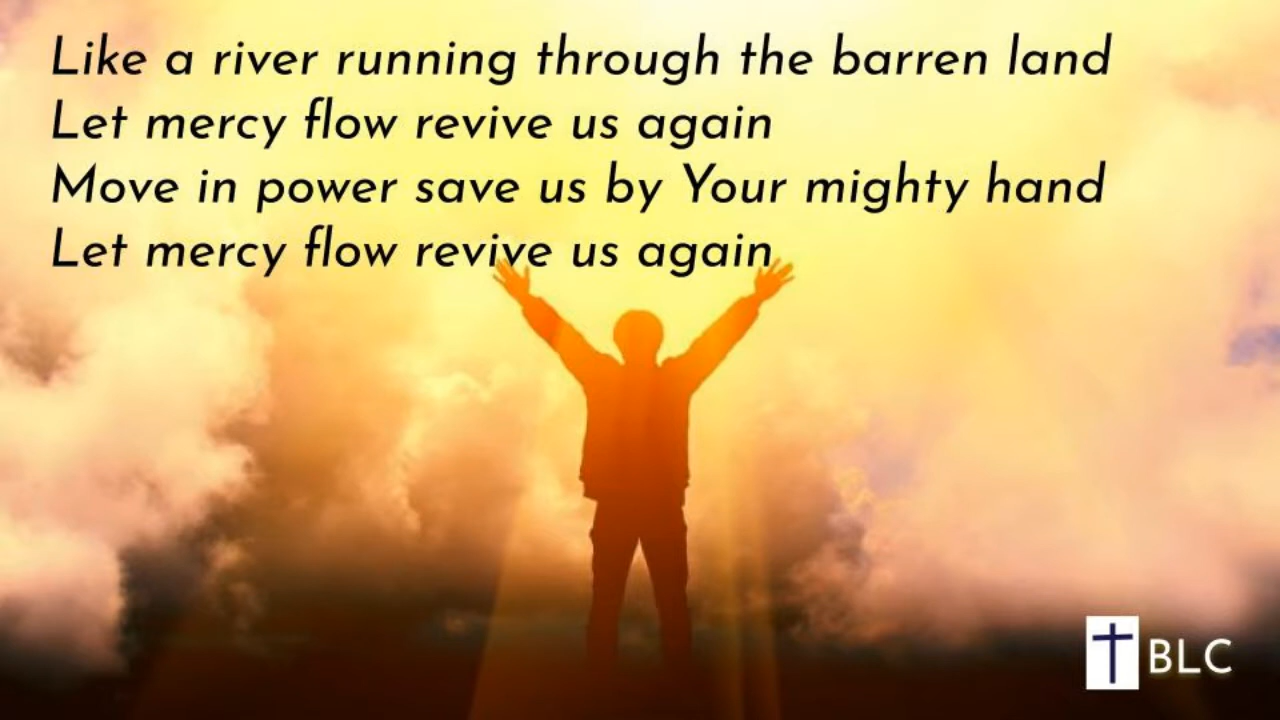 Like a river running through the barren land
Let mercy flow revive us again
Move in power save us by Your mighty hand
Let mercy flow revive us again
BLC